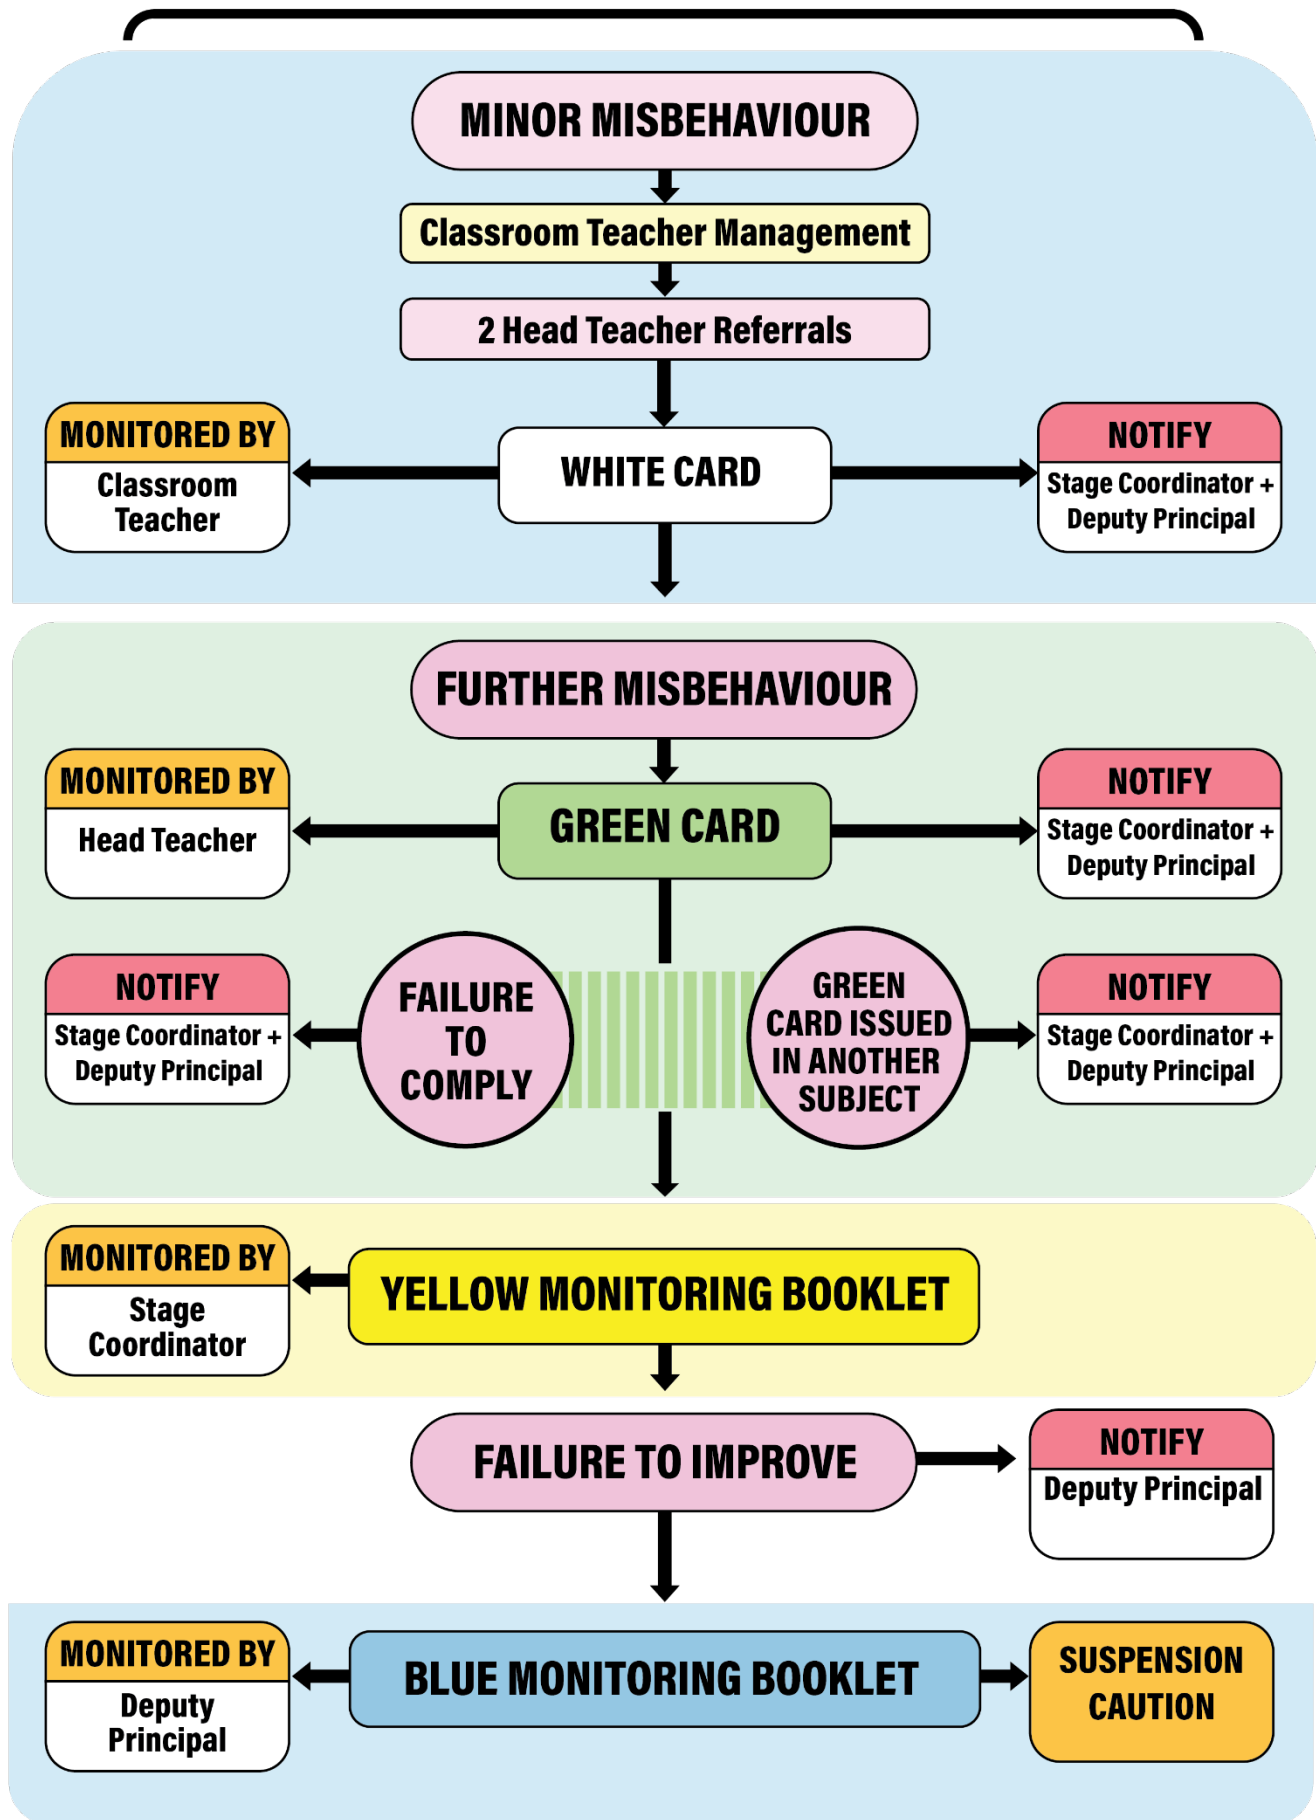 MINOR MISBEHAVIOUR
Classroom Teacher Management
2 Head Teacher Referrals
MONITORED BY
Classroom
Teacher
WHITE CARD
NOTIFY
Stage Coordinator +
Deputy Principal
FURTHER MISBEHAVIOUR
MONITORED BY
Head Teacher
GREEN CARD
NOTIFY
Stage Coordinator +
Deputy Principal
NOTIFY
Stage Coordinator +
Deputy Principal
FAILURE
TO
COMPLY
GREEN
CARD ISSUED
IN ANOTHER
SUBJECT
NOTIFY
Stage Coordinator +
Deputy Principal
MONITORED BY
Stage
Coordinator
YELLOW MONITORING BOOKLET
FAILURE TO IMPROVE
NOTIFY
Deputy Principal
MONITORED BY
Deputy
Principal
BLUE MONITORING BOOKLET
SUSPENSION
CAUTION